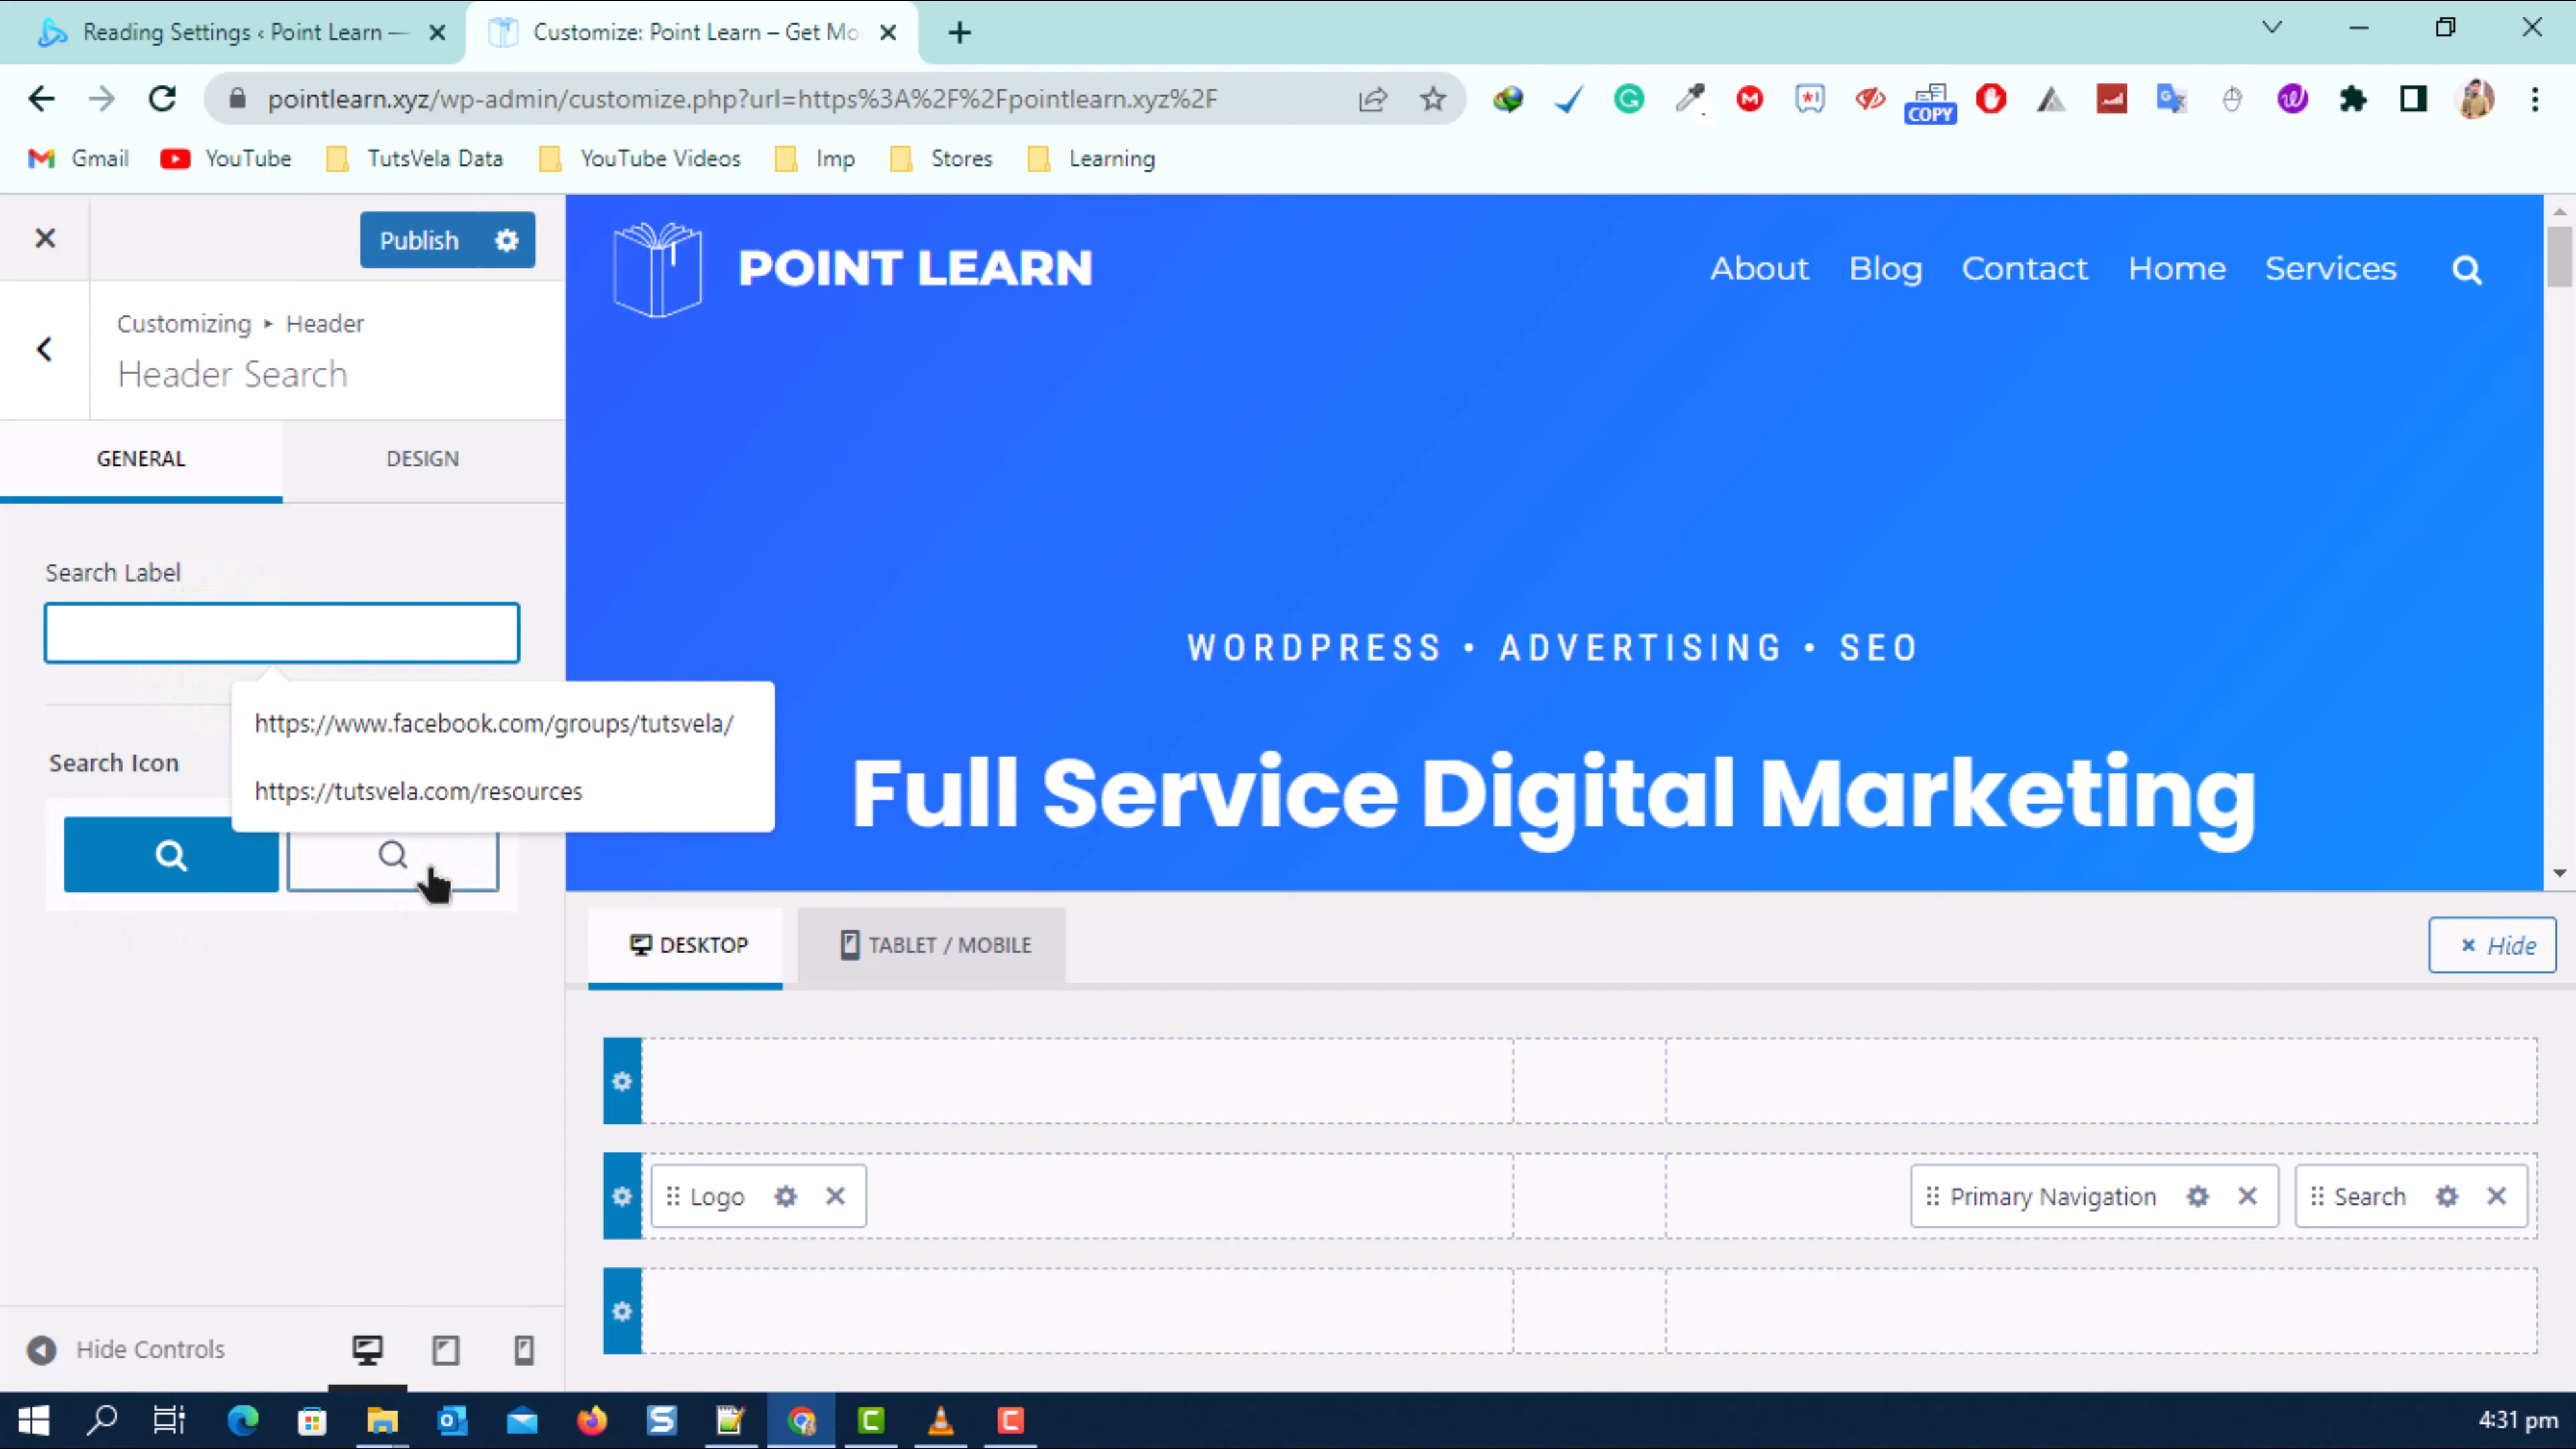 Reading Settings ‹ Point Learn —
Customize: Point Learn – Get Mo
pointlearn.xyz/wp-admin/customize.php?url=https%3A%2F%2Fpointlearn.xyz%2F
COPY
Gmail
YouTube
TutsVela Data
YouTube Videos
Imp
Stores
Learning
Publish
Customizing ▸ Header
Header Search
GENERAL
DESIGN
Search Label
https://www.facebook.com/groups/tutsvela/
https://tutsvela.com/resources
Search Icon
Hide Controls
POINT LEARN
About
Blog
Contact
Home
Services
WORDPRESS • ADVERTISING • SEO
Full Service Digital Marketing
DESKTOP
TABLET / MOBILE
Hide
Logo
Primary Navigation
Search
4:31 pm